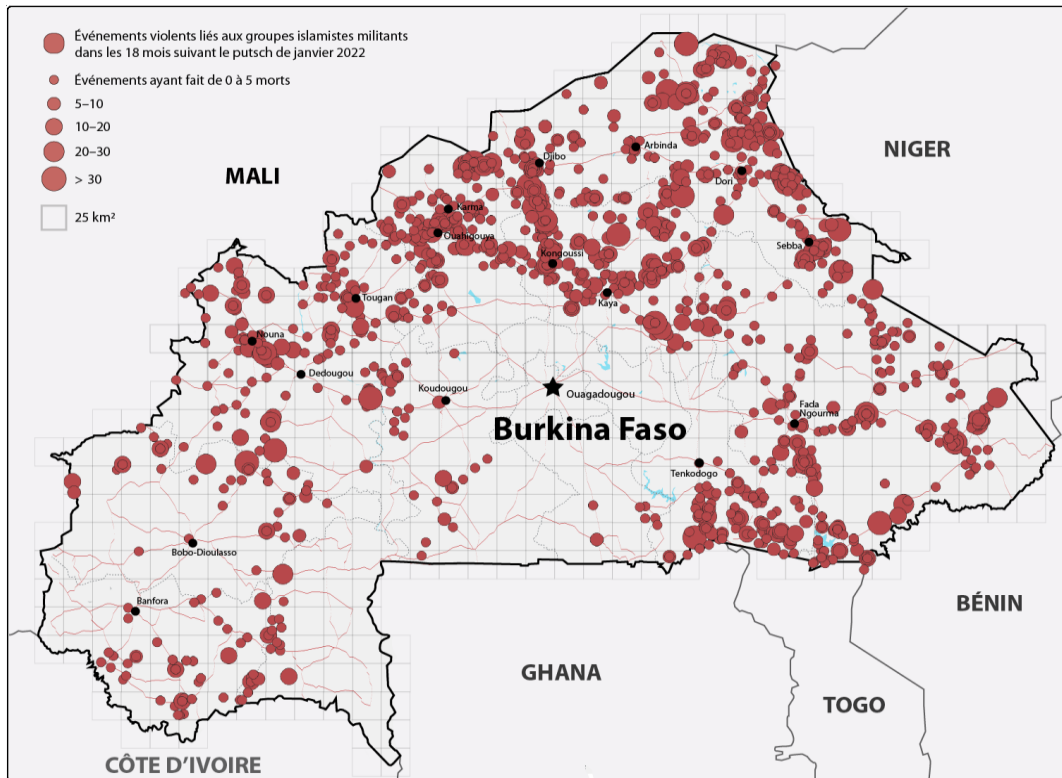 Événements violents liés aux groupes islamistes militants
dans les 18 mois suivant le putsch de janvier 2022
Événements ayant fait de 0 à 5 morts
5–10
10–20
20–30
> 30
25 km²
MALI
NIGER
Djibo
Arbinda
Dori
Karma
Ouahigouya
Sebba
Kongoussi
Kaya
Tougan
Nouna
Dedougou
Koudougou
Ouagadougou
Fada
Ngourma
Burkina Faso
Tenkodogo
Bobo-Dioulasso
Banfora
BÉNIN
GHANA
TOGO
CÔTE D'IVOIRE